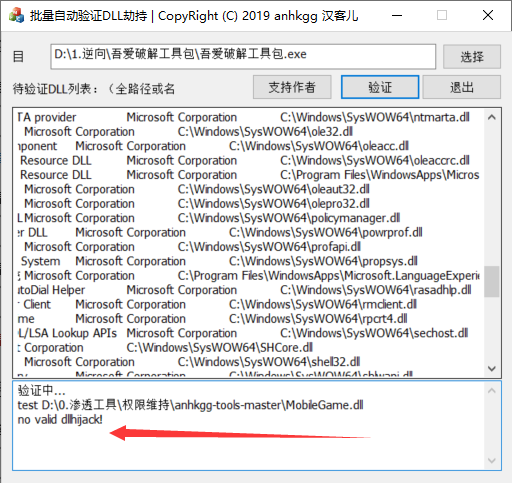 批量自动验证DLL劫持 | CopyRight (C) 2019 anhkgg 汉客儿
目 D:\1.逆向\吾爱破解工具包\吾爱破解工具包.exe 选择
待验证DLL列表：（全路径或名 支持作者 验证 退出
TA provider Microsoft Corporation C:\Windows\SysWOW64\ntmarta.dll
Microsoft Corporation C:\Windows\SysWOW64\ole32.dll
mponent Microsoft Corporation C:\Windows\SysWOW64\oleacc.dll
Resource DLL Microsoft Corporation C:\Windows\SysWOW64\oleaccrc.dll
Resource DLL Microsoft Corporation C:\Program Files\WindowsApps\Micros
Microsoft Corporation C:\Windows\SysWOW64\oleaut32.dll
Microsoft Corporation C:\Windows\SysWOW64\olepro32.dll
L Microsoft Corporation C:\Windows\SysWOW64\policymanager.dll
er DLL Microsoft Corporation C:\Windows\SysWOW64\powrprof.dll
Microsoft Corporation C:\Windows\SysWOW64\profapi.dll
System Microsoft Corporation C:\Windows\SysWOW64\propsys.dll
Microsoft Corporation C:\Program Files\WindowsApps\Microsoft.LanguageExperie
utoDial Helper Microsoft Corporation C:\Windows\SysWOW64\rasadhlp.dll
r Client Microsoft Corporation C:\Windows\SysWOW64\rmclient.dll
me Microsoft Corporation C:\Windows\SysWOW64\rpcrt4.dll
L/LSA Lookup APIs Microsoft Corporation C:\Windows\SysWOW64\sechost.dll
t Corporation C:\Windows\SysWOW64\SHCore.dll
Microsoft Corporation C:\Windows\SysWOW64\shell32.dll
Microsoft Corporation C:\Windows\SysWOW64\shlwapi.dll
验证中...
test D:\0.渗透工具\权限维持\anhkgg-tools-master\MobileGame.dll
no valid dllhijack!